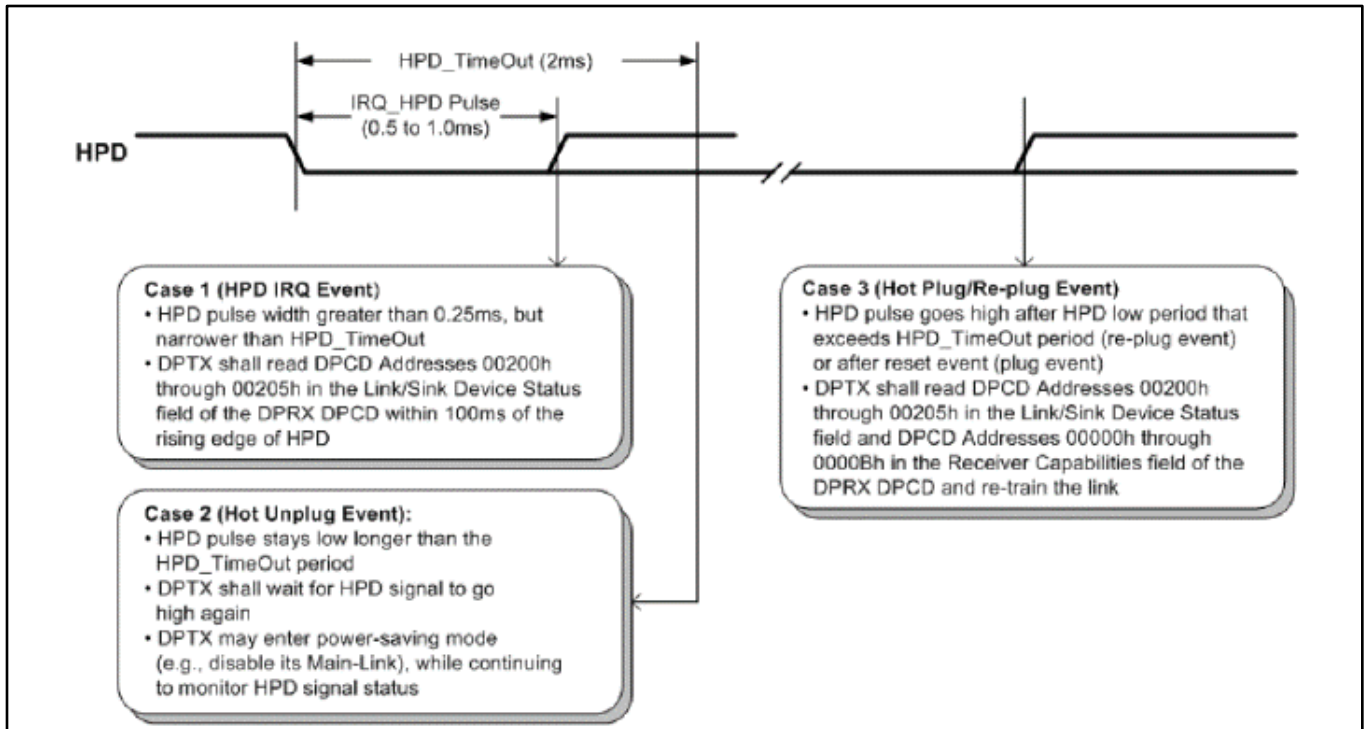 HPD_TimeOut (2ms)
IRQ_HPD Pulse
(0.5 to 1.0ms)
HPD
Case 1 (HPD IRQ Event)
• HPD pulse width greater than 0.25ms, but
narrower than HPD_TimeOut
• DPTX shall read DPCD Addresses 00200h
through 00205h in the Link/Sink Device Status
field of the DPRX DPCD within 100ms of the
rising edge of HPD
Case 2 (Hot Unplug Event):
• HPD pulse stays low longer than the
HPD_TimeOut period
• DPTX shall wait for HPD signal to go
high again
• DPTX may enter power-saving mode
(e.g., disable its Main-Link), while continuing
to monitor HPD signal status
Case 3 (Hot Plug/Re-plug Event)
• HPD pulse goes high after HPD low period that
exceeds HPD_TimeOut period (re-plug event)
or after reset event (plug event)
• DPTX shall read DPCD Addresses 00200h
through 00205h in the Link/Sink Device Status
field and DPCD Addresses 00000h through
0000Bh in the Receiver Capabilities field of the
DPRX DPCD and re-train the link